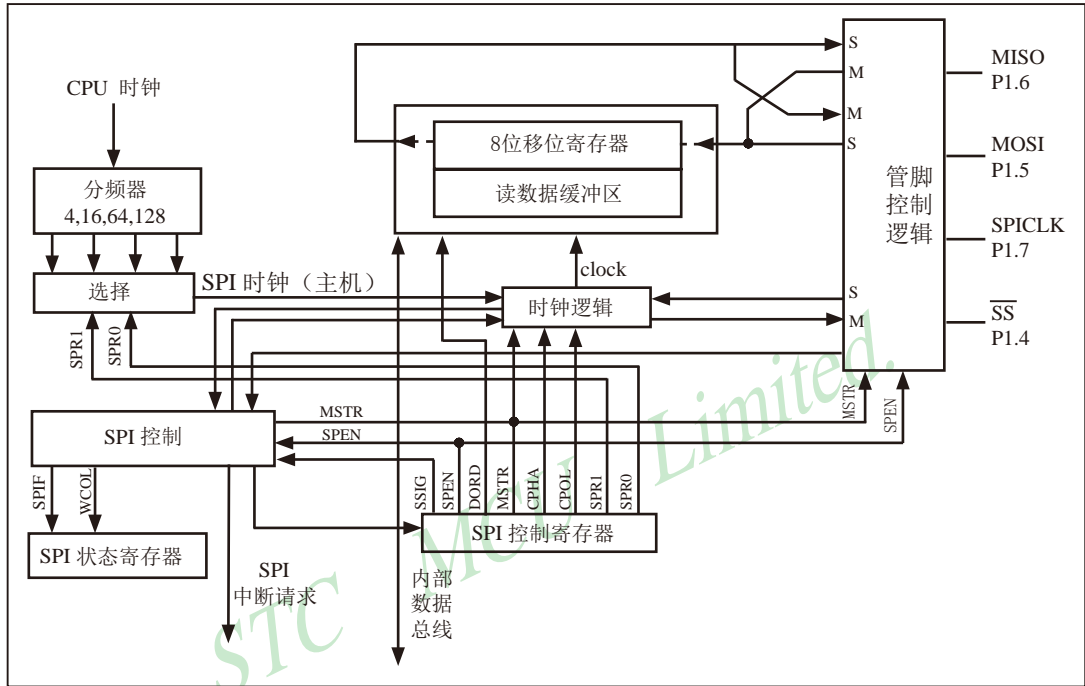 CPU 时钟
分频器
4,16,64,128
选择
SPR1
SPR0
SPI 时钟（主机）
8位移位寄存器
读数据缓冲区
clock
时钟逻辑
S
M
M
S
S
M
管脚
控制
逻辑
MISO
P1.6
MOSI
P1.5
SPICLK
P1.7
SS
P1.4
MSTR
SPEN
SPI 控制
MSTR
SPEN
SPIF
WCOL
SPI 状态寄存器
SPI
中断请求
SSIG
SPEN
DORD
MSTR
CPHA
CPOL
SPR1
SPR0
SPI 控制寄存器
内部
数据
总线
STC MCU Limited.